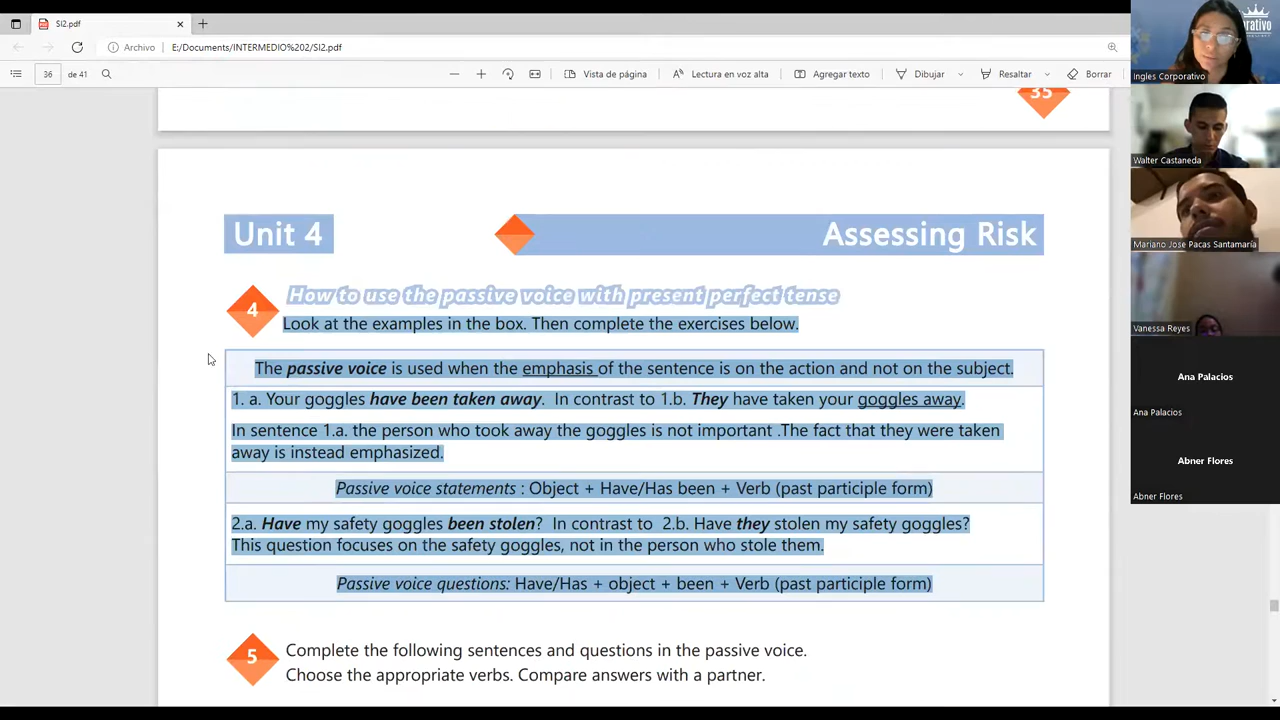 SI2.pdf
Archivo
E:/Documents/INTERMEDIO%202/SI2.pdf
36
de 41
Vista de página
Lectura en voz alta
Agregar texto
Dibujar
Resaltar
Borrar
35
Unit 4
Assessing Risk
4
How to use the passive voice with present perfect tense
Look at the examples in the box. Then complete the exercises below.
The passive voice is used when the emphasis of the sentence is on the action and not on the subject.
1. a. Your goggles have been taken away. In contrast to 1.b. They have taken your goggles away.
In sentence 1.a. the person who took away the goggles is not important .The fact that they were taken
away is instead emphasized.
Passive voice statements : Object + Have/Has been + Verb (past participle form)
2.a. Have my safety goggles been stolen? In contrast to 2.b. Have they stolen my safety goggles?
This question focuses on the safety goggles, not in the person who stole them.
Passive voice questions: Have/Has + object + been + Verb (past participle form)
5
Complete the following sentences and questions in the passive voice.
Choose the appropriate verbs. Compare answers with a partner.
rativo
Ingles Corporativo
Walter Castaneda
Mariano Jose Pacas Santamaría
Vanessa Reyes
Ana Palacios
Ana Palacios
Abner Flores
Abner Flores